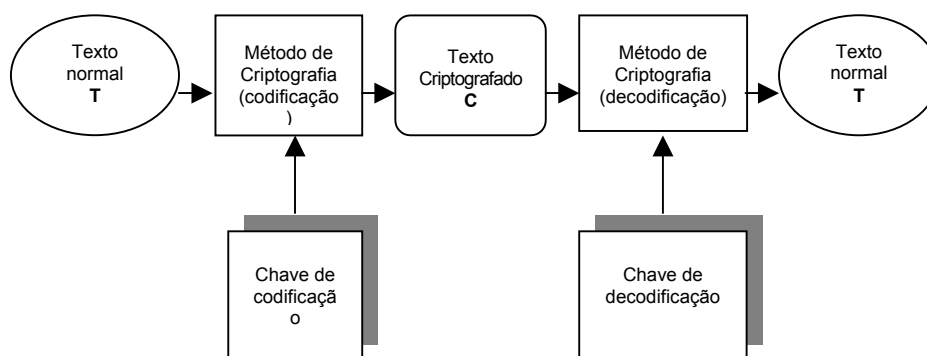 Texto
normal
T
Método de
Criptografia
(codificação
)
Texto
Criptografado
C
Método de
Criptografia
(decodificação)
Texto
normal
T
Chave de
codificaçã
o
Chave de
decodificação